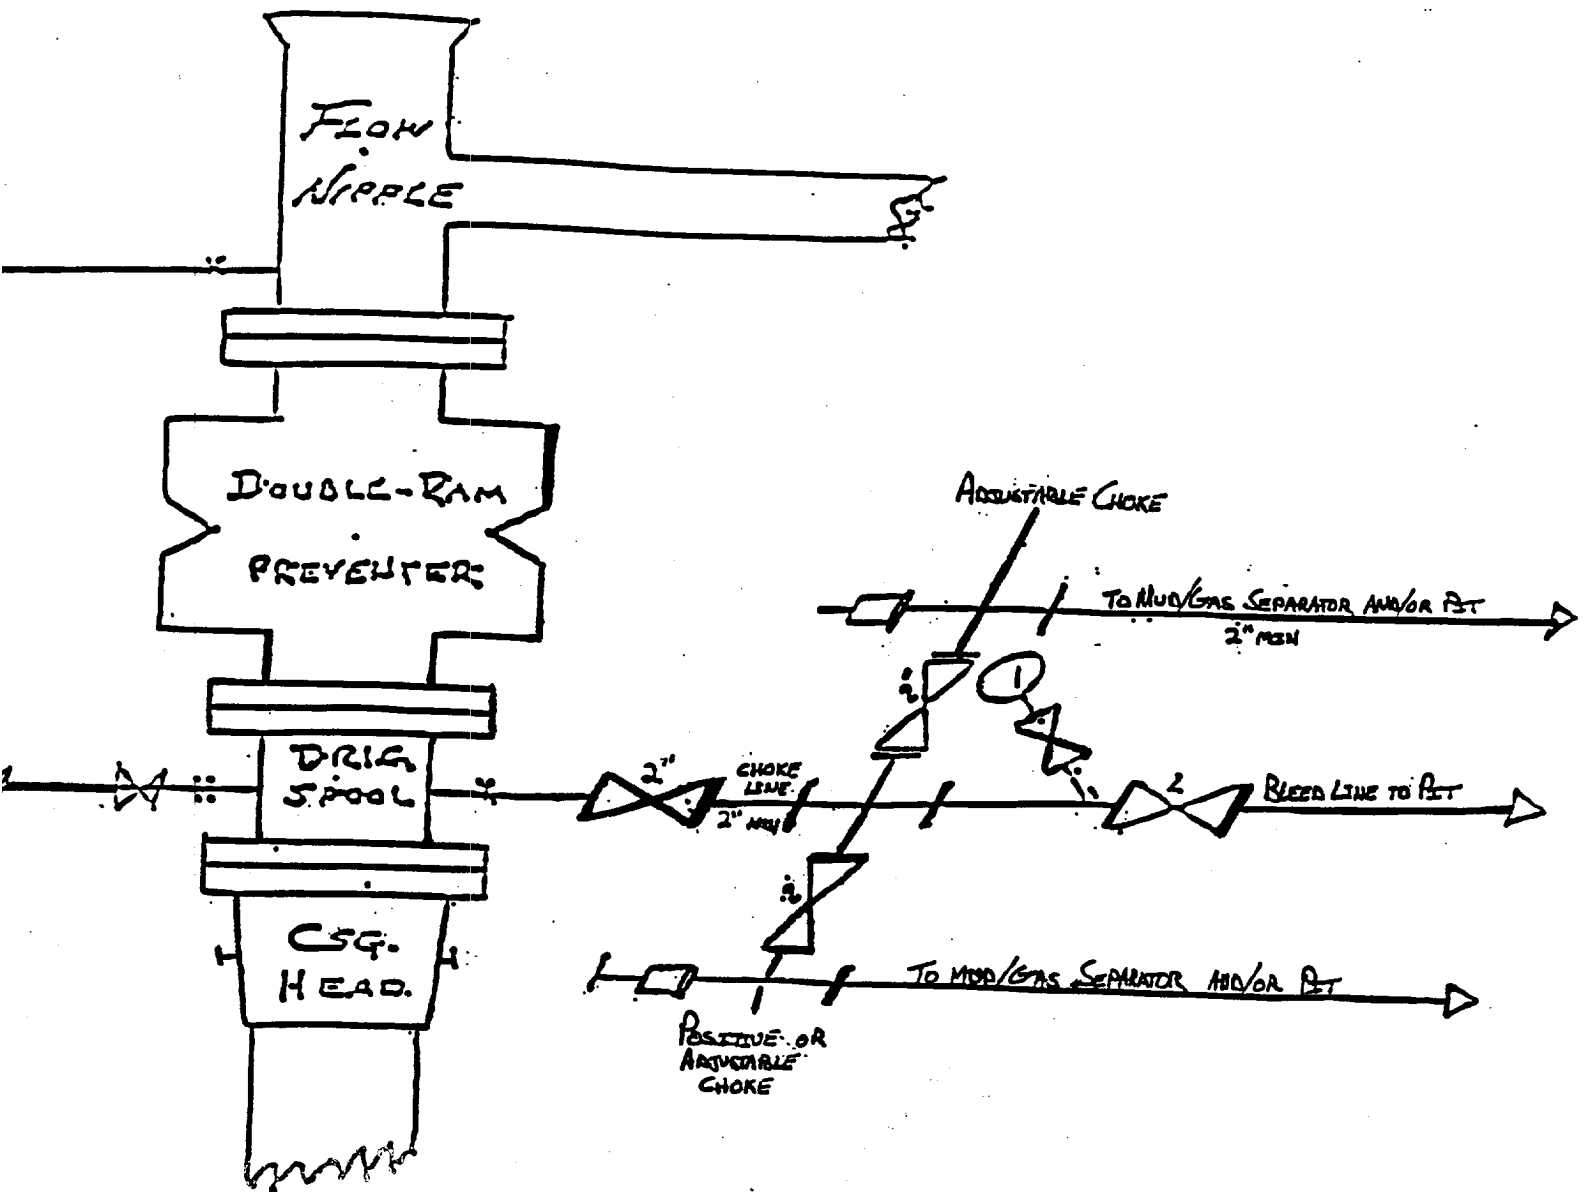 FLOW
NIPPLE
DOUBLE-RAM
PREVENTER
ADJUSTABLE CHOKE
TO MUD/GAS SEPARATOR AND/OR PIT
2" MIN
2"
1
DRLG
SPOOL
2"
CHOKE
LINE
2" MIN
2
BLEED LINE TO PIT
2"
CSG.
HEAD.
TO MUD/GAS SEPARATOR AND/OR PIT
POSITIVE OR
ADJUSTABLE
CHOKE